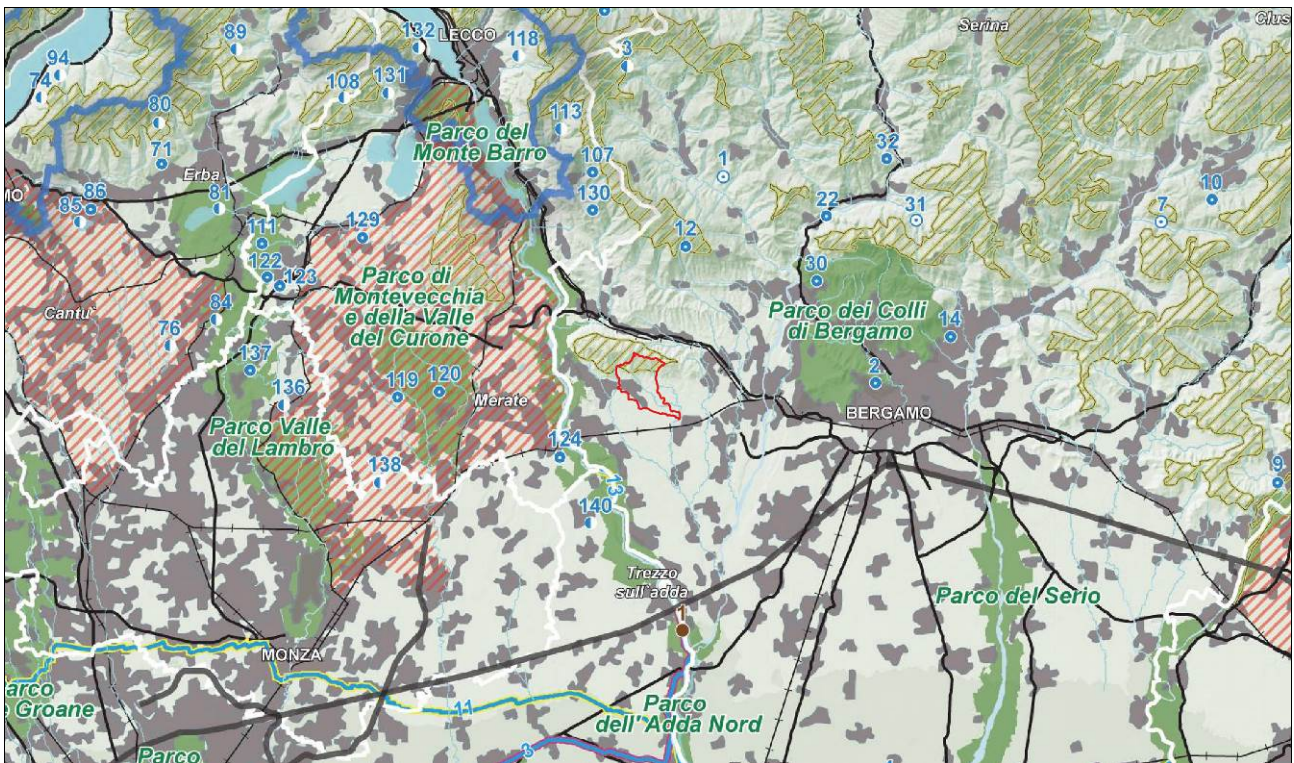 Serina
Clus
89
132
LECCO
118
3
94
74
108
131
80
113
Parco del
Monte Barro
71
107
1
32
Erba
MO
86
85
81
130
22
31
7
10
111
129
12
122
123
Parco di
Montevecchia
e della Valle
del Curone
30
Parco dei Colli
di Bergamo
14
Cantu'
84
76
137
136
119
120
Merate
2
BERGAMO
Parco Valle
del Lambro
124
138
13
140
9
Trezzo
sull'adda
1
Parco del Serio
MONZA
arco
e Groane
11
Parco
dell'Adda Nord
3
Parco